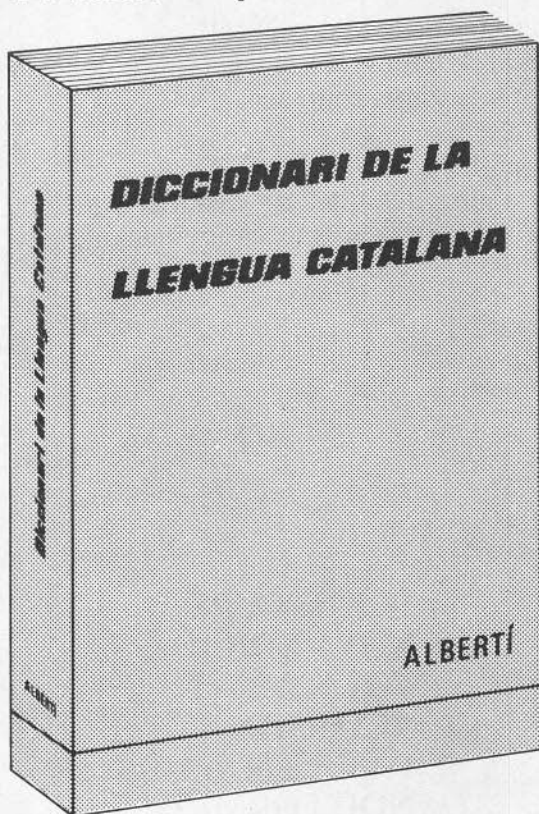 DICCIONARI DE LA
LLENGUA CATALANA
ALBERTÍ
Diccionari de la Llengua Catalana
ALBERTÍ